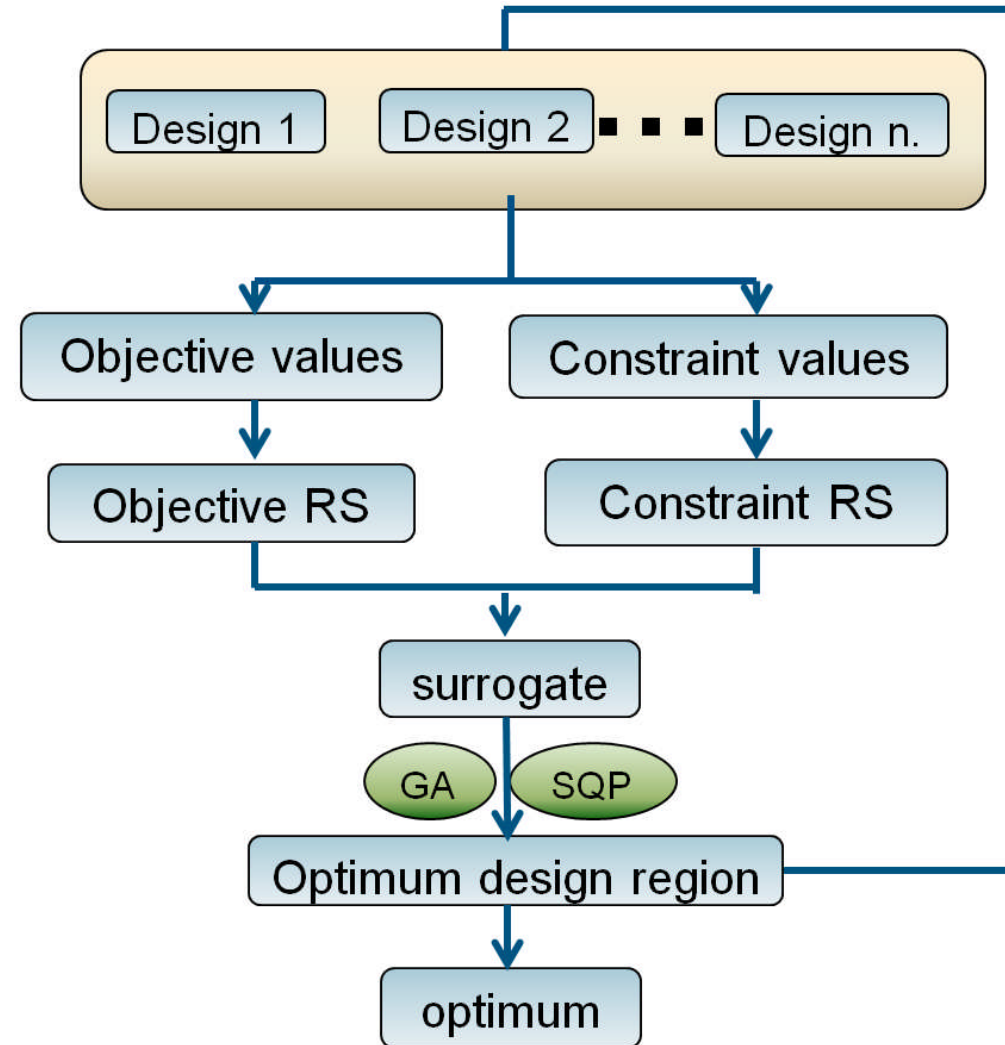 Design 1
Design 2
Design n.
Objective values
Constraint values
Objective RS
Constraint RS
surrogate
GA
SQP
Optimum design region
optimum